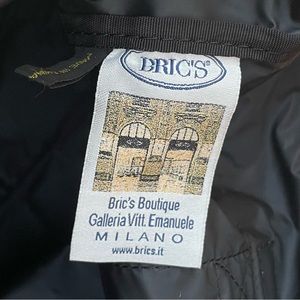 BRIC'S
Bric's Boutique
Galleria Vitt. Emanuele
MILANO
www.brics.it